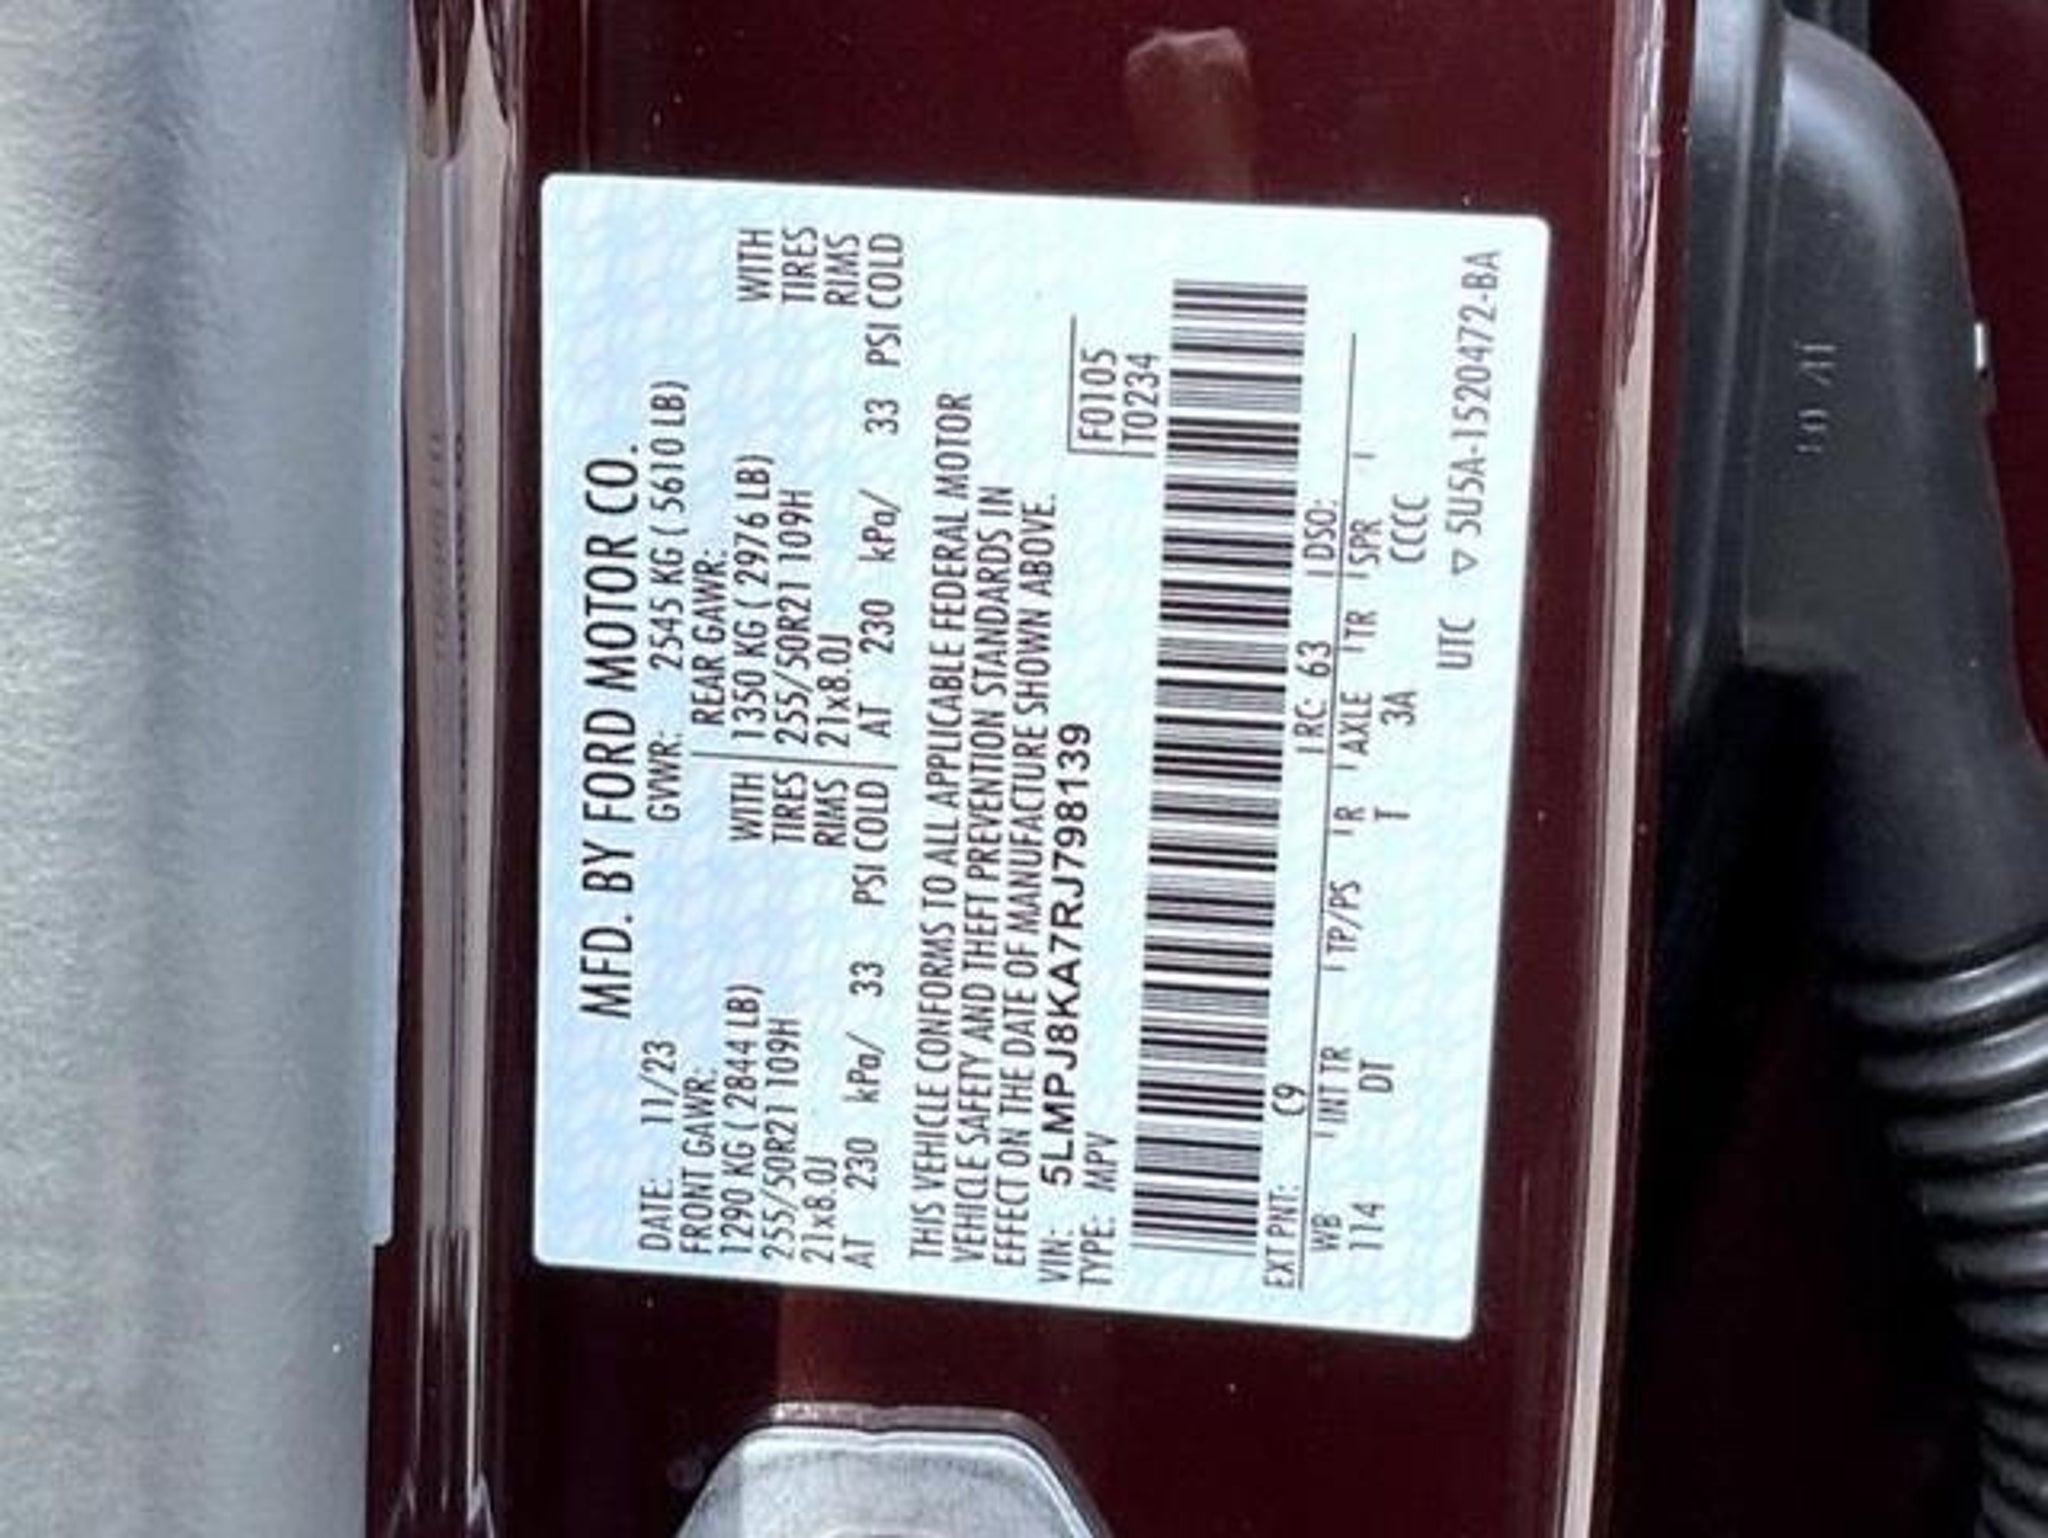 MFD. BY FORD MOTOR CO.
DATE: 11/23 GVWR: 2545 KG ( 5610 LB)
FRONT GAWR: REAR GAWR:
1290 KG ( 2844 LB) WITH 1350 KG ( 2976 LB) WITH
255/50R21 109H TIRES 255/50R21 109H TIRES
21x8.0J RIMS 21x8.0J RIMS
AT 230 kPa/ 33 PSI COLD AT 230 kPa/ 33 PSI COLD
THIS VEHICLE CONFORMS TO ALL APPLICABLE FEDERAL MOTOR
VEHICLE SAFETY AND THEFT PREVENTION STANDARDS IN
EFFECT ON THE DATE OF MANUFACTURE SHOWN ABOVE.
VIN: 5LMPJ8KA7RJ798139 F0105
TYPE: MPV T0234
EXT PNT: C9 RC: 63 DSO:
WB INT TR TP/PS R AXLE TR SPR
114 DT T 3A CCCC
UTC ▽ 5U5A-1520472-BA